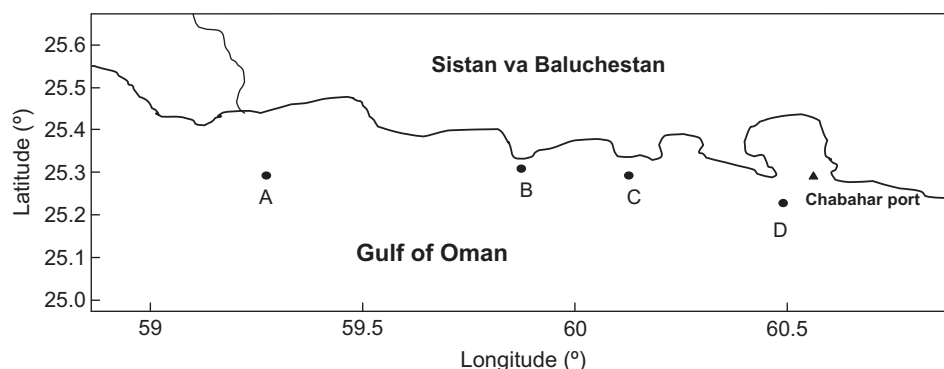 25.6
Sistan va Baluchestan
25.5
25.4
25.3
A
B
C
Chabahar port
25.2
D
Gulf of Oman
25.1
25.0
59
59.5
60
60.5
Latitude (º)
Longitude (º)